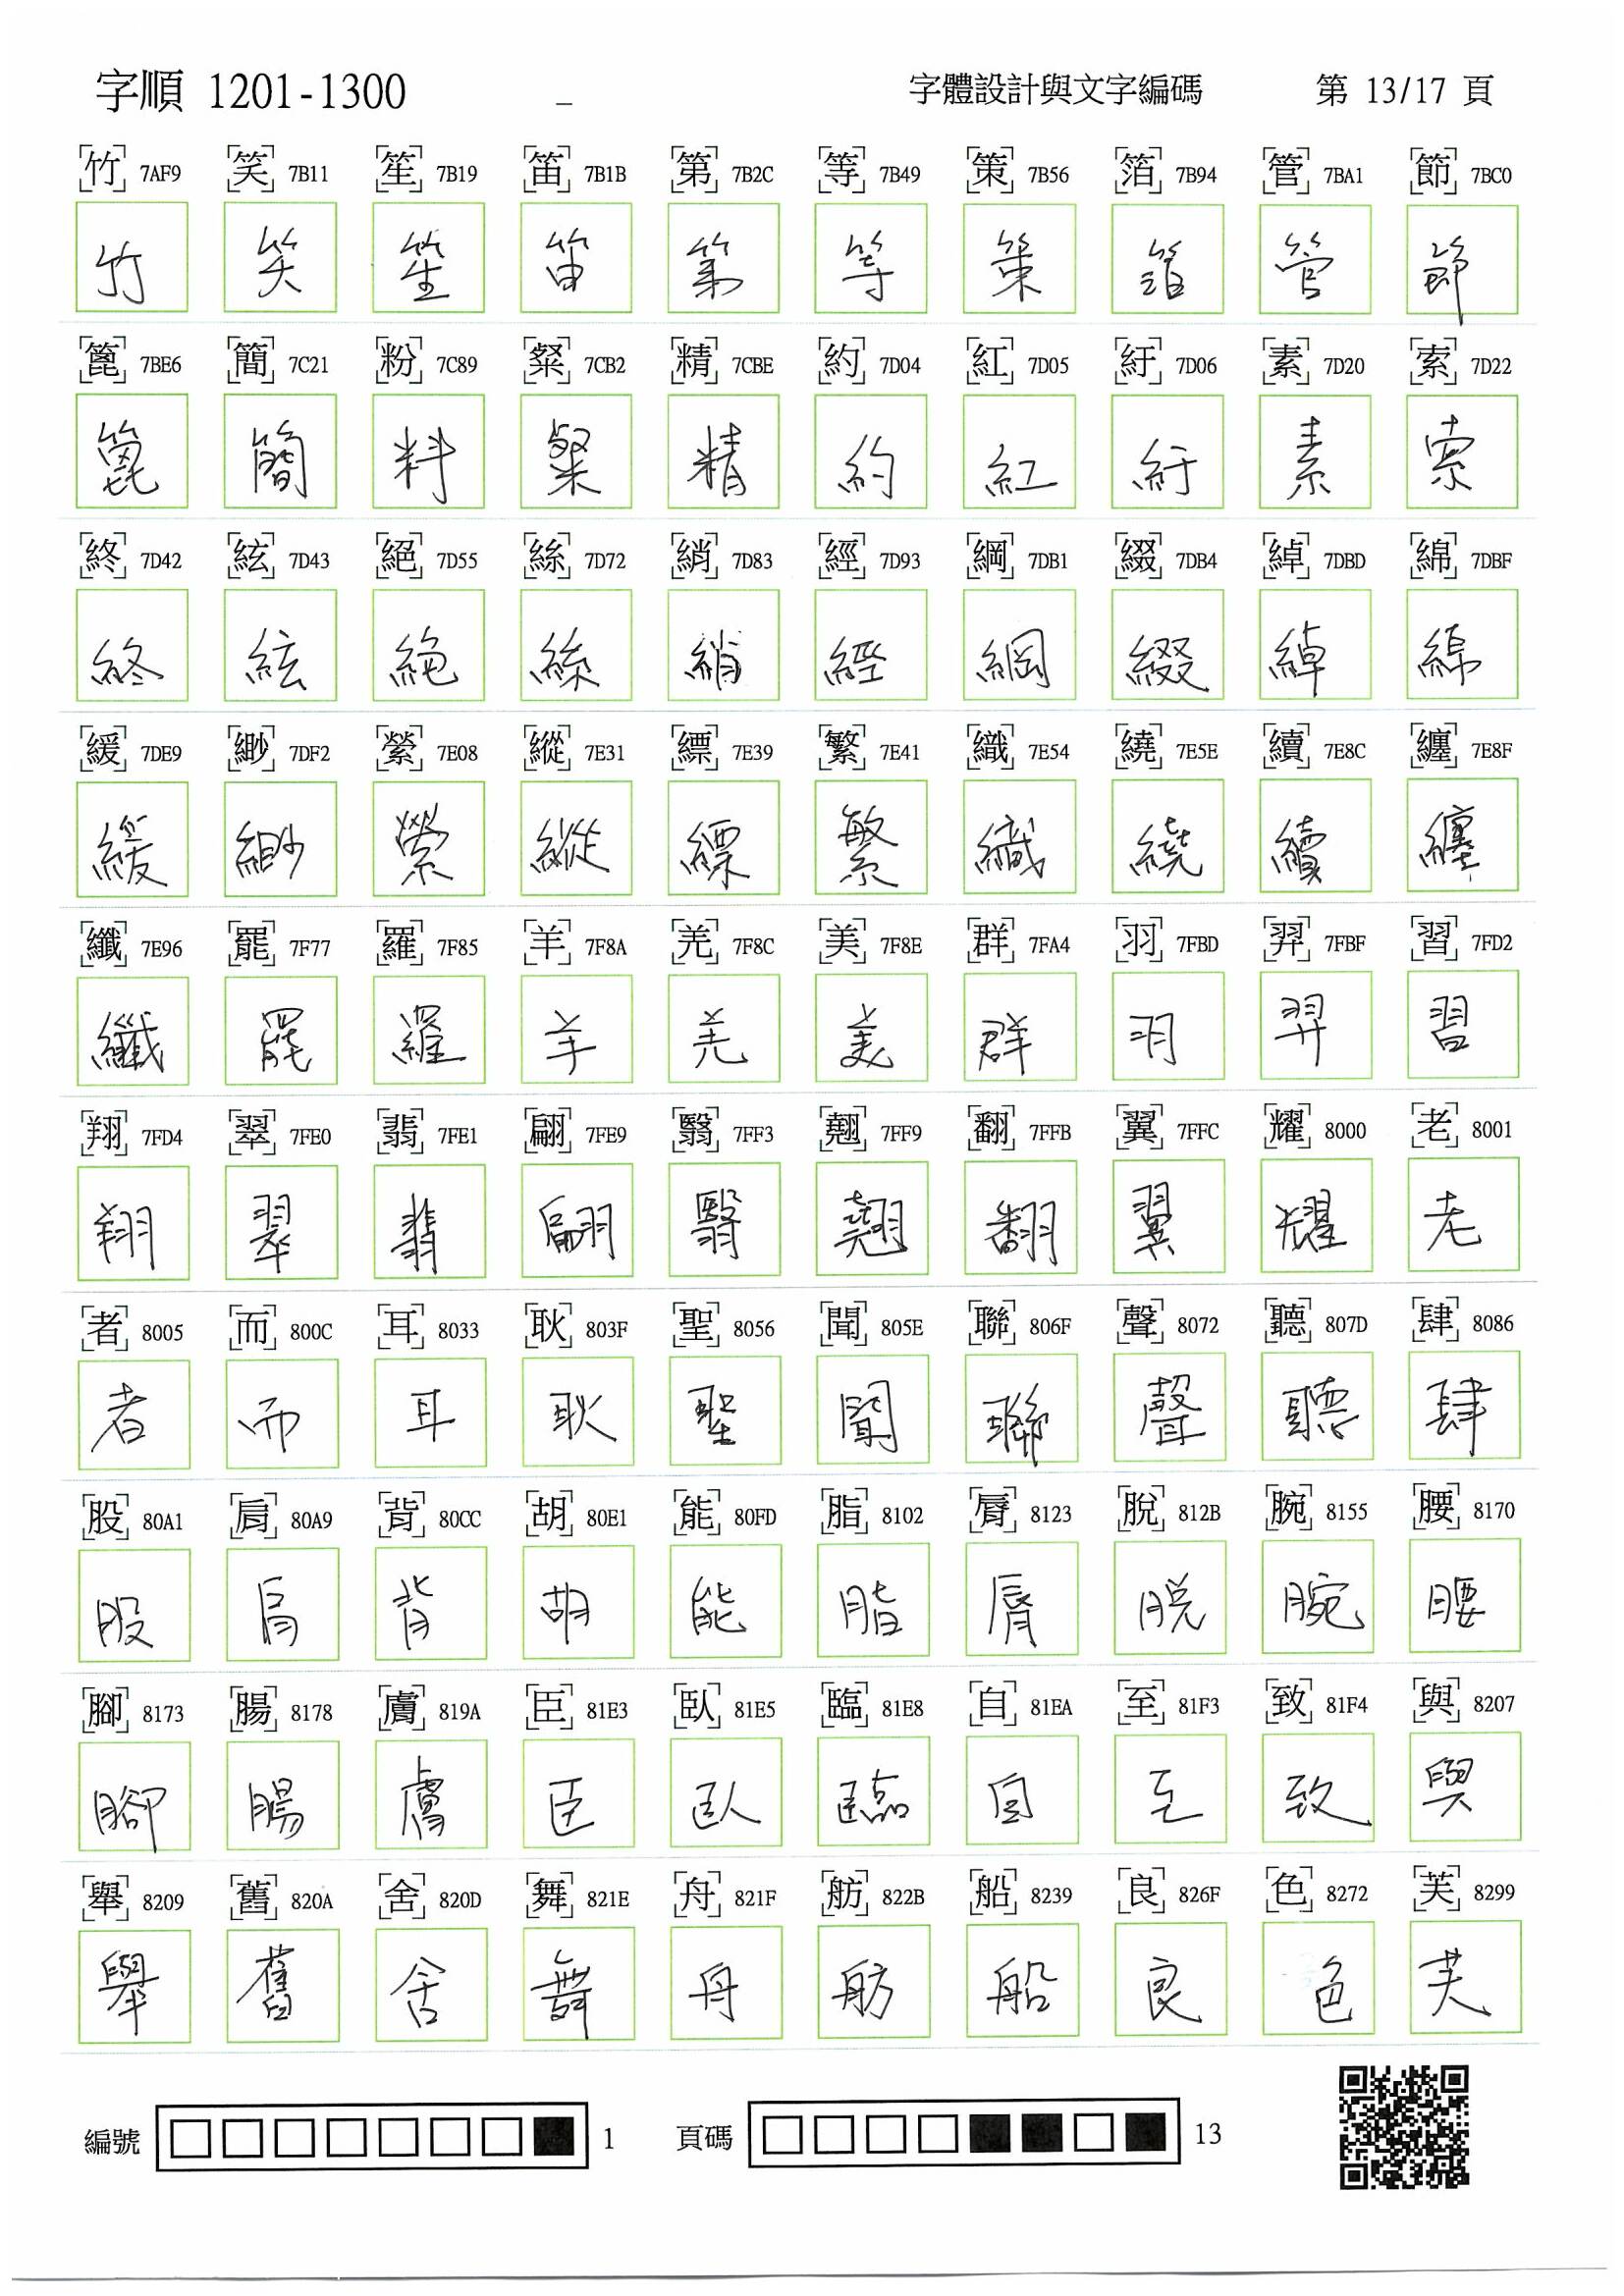 字順 1201-1300 _ 字體設計與文字編碼 第 13/17 頁
竹 7AF9 笑 7B11 笙 7B19 笛 7B1B 第 7B2C 等 7B49 策 7B56 箔 7B94 管 7BA1 節 7BC0
竹 笑 笙 笛 第 等 策 箔 管 節
篦 7BE6 簡 7C21 粉 7C89 粲 7CB2 精 7CBE 約 7D04 紅 7D05 紆 7D06 素 7D20 索 7D22
篦 簡 料 粲 精 約 紅 紆 素 索
終 7D42 絃 7D43 絕 7D55 絲 7D72 綃 7D83 經 7D93 綱 7DB1 綴 7DB4 綽 7DBD 綿 7DBF
終 絃 絕 絲 綃 經 綱 綴 綽 綿
緩 7DE9 緲 7DF2 縈 7E08 縱 7E31 縹 7E39 繁 7E41 織 7E54 繞 7E5E 續 7E8C 纏 7E8F
緩 緲 縈 縱 縹 繁 織 繞 續 纏
纖 7E96 罷 7F77 羅 7F85 羊 7F8A 羌 7F8C 美 7F8E 群 7FA4 羽 7FBD 羿 7FBF 習 7FD2
纖 罷 羅 羊 羌 美 群 羽 羿 習
翔 7FD4 翠 7FE0 翡 7FE1 翩 7FE9 翳 7FF3 翹 7FF9 翻 7FFB 翼 7FFC 耀 8000 老 8001
翔 翠 翡 翩 翳 翹 翻 翼 耀 老
者 8005 而 800C 耳 8033 耿 803F 聖 8056 聞 805E 聯 806F 聲 8072 聽 807D 肆 8086
者 而 耳 耿 聖 聞 聯 聲 聽 肆
股 80A1 肩 80A9 背 80CC 胡 80E1 能 80FD 脂 8102 脣 8123 脫 812B 腕 8155 腰 8170
股 肩 背 胡 能 脂 脣 脫 腕 腰
腳 8173 腸 8178 膚 819A 臣 81E3 臥 81E5 臨 81E8 自 81EA 至 81F3 致 81F4 與 8207
腳 腸 膚 臣 臥 臨 自 至 致 與
舉 8209 舊 820A 舍 820D 舞 821E 舟 821F 舫 822B 船 8239 良 826F 色 8272 芙 8299
舉 舊 舍 舞 舟 舫 船 良 色 芙
編號 1 頁碼 13